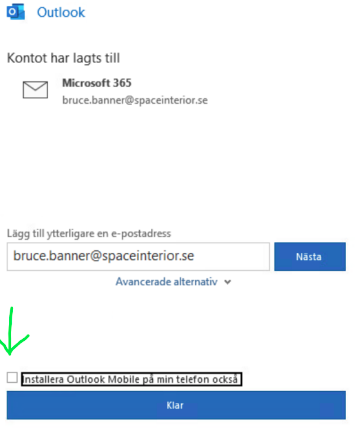 Outlook
Kontot har lagts till
Microsoft 365
bruce.banner@spaceinterior.se
Lägg till ytterligare en e-postadress
bruce.banner@spaceinterior.se
Nästa
Avancerade alternativ
Installera Outlook Mobile på min telefon också
Klar